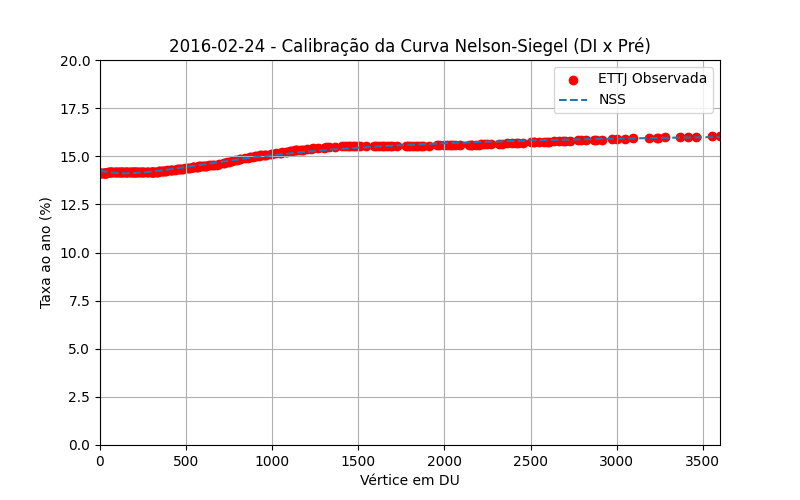 2016-02-24 - Calibração da Curva Nelson-Siegel (DI x Pré)
ETTJ Observada
NSS
Taxa ao ano (%)
20.0
17.5
15.0
12.5
10.0
7.5
5.0
2.5
0.0
0 500 1000 1500 2000 2500 3000 3500
Vértice em DU